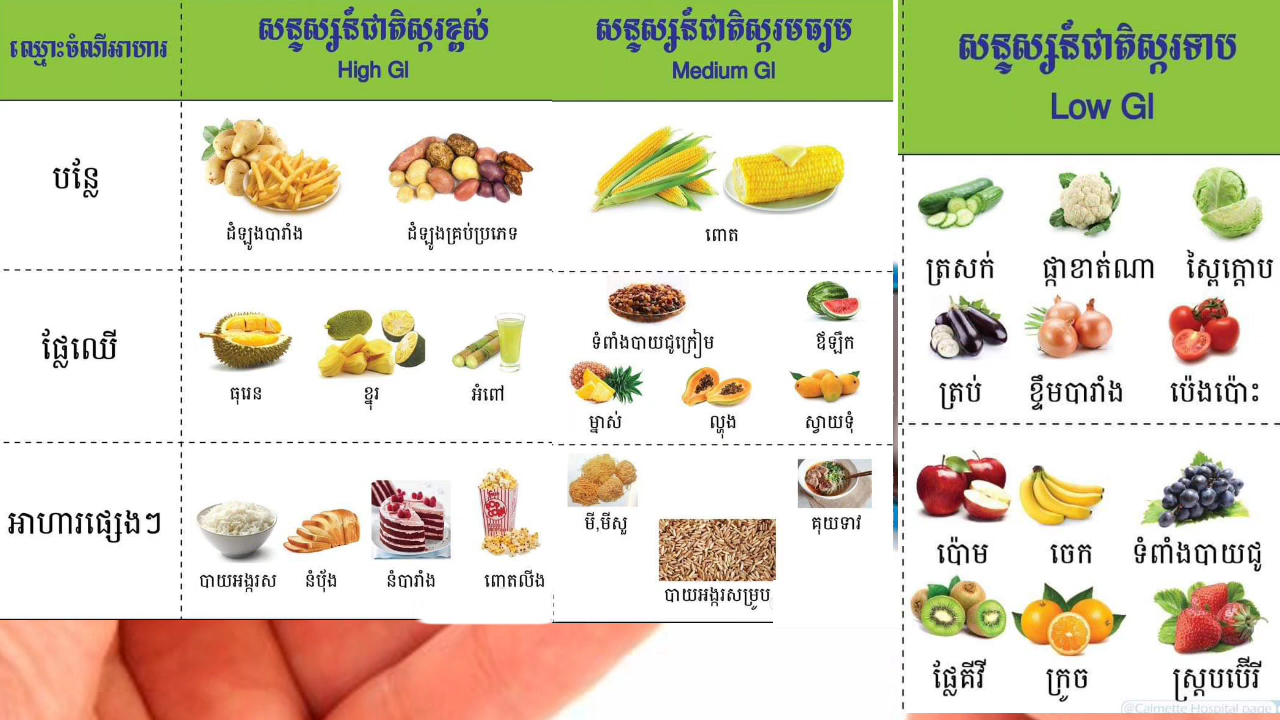 ឈ្មោះចំណីអាហារ
សន្ទស្សន៍ជាតិស្ករខ្ពស់
High GI
សន្ទស្សន៍ជាតិស្ករមធ្យម
Medium GI
សន្ទស្សន៍ជាតិស្ករទាប
Low GI
បន្លែ
ដំឡូងបារាំង
ដំឡូងគ្រប់ប្រភេទ
ពោត
ត្រសក់
ផ្កាខាត់ណា
ស្ពៃក្តោប
ត្រប់
ខ្ទឹមបារាំង
ប៉េងប៉ោះ
ផ្លែឈើ
ធុរេន
ខ្នុរ
អំពៅ
ទំពាំងបាយជូក្រៀម
ឪឡឹក
ម្នាស់
ល្ហុង
ស្វាយទុំ
ប៉ោម
ចេក
ទំពាំងបាយជូ
ផ្លែគីវី
ក្រូច
ស្ត្របប៊េីរី
អាហារផ្សេងៗ
បាយអង្ករស
នំប៉័ង
នំបារាំង
ពោតលីង
មី,មីសួ
គុយទាវ
បាយអង្ករសម្រូប
@Calmette Hospital page